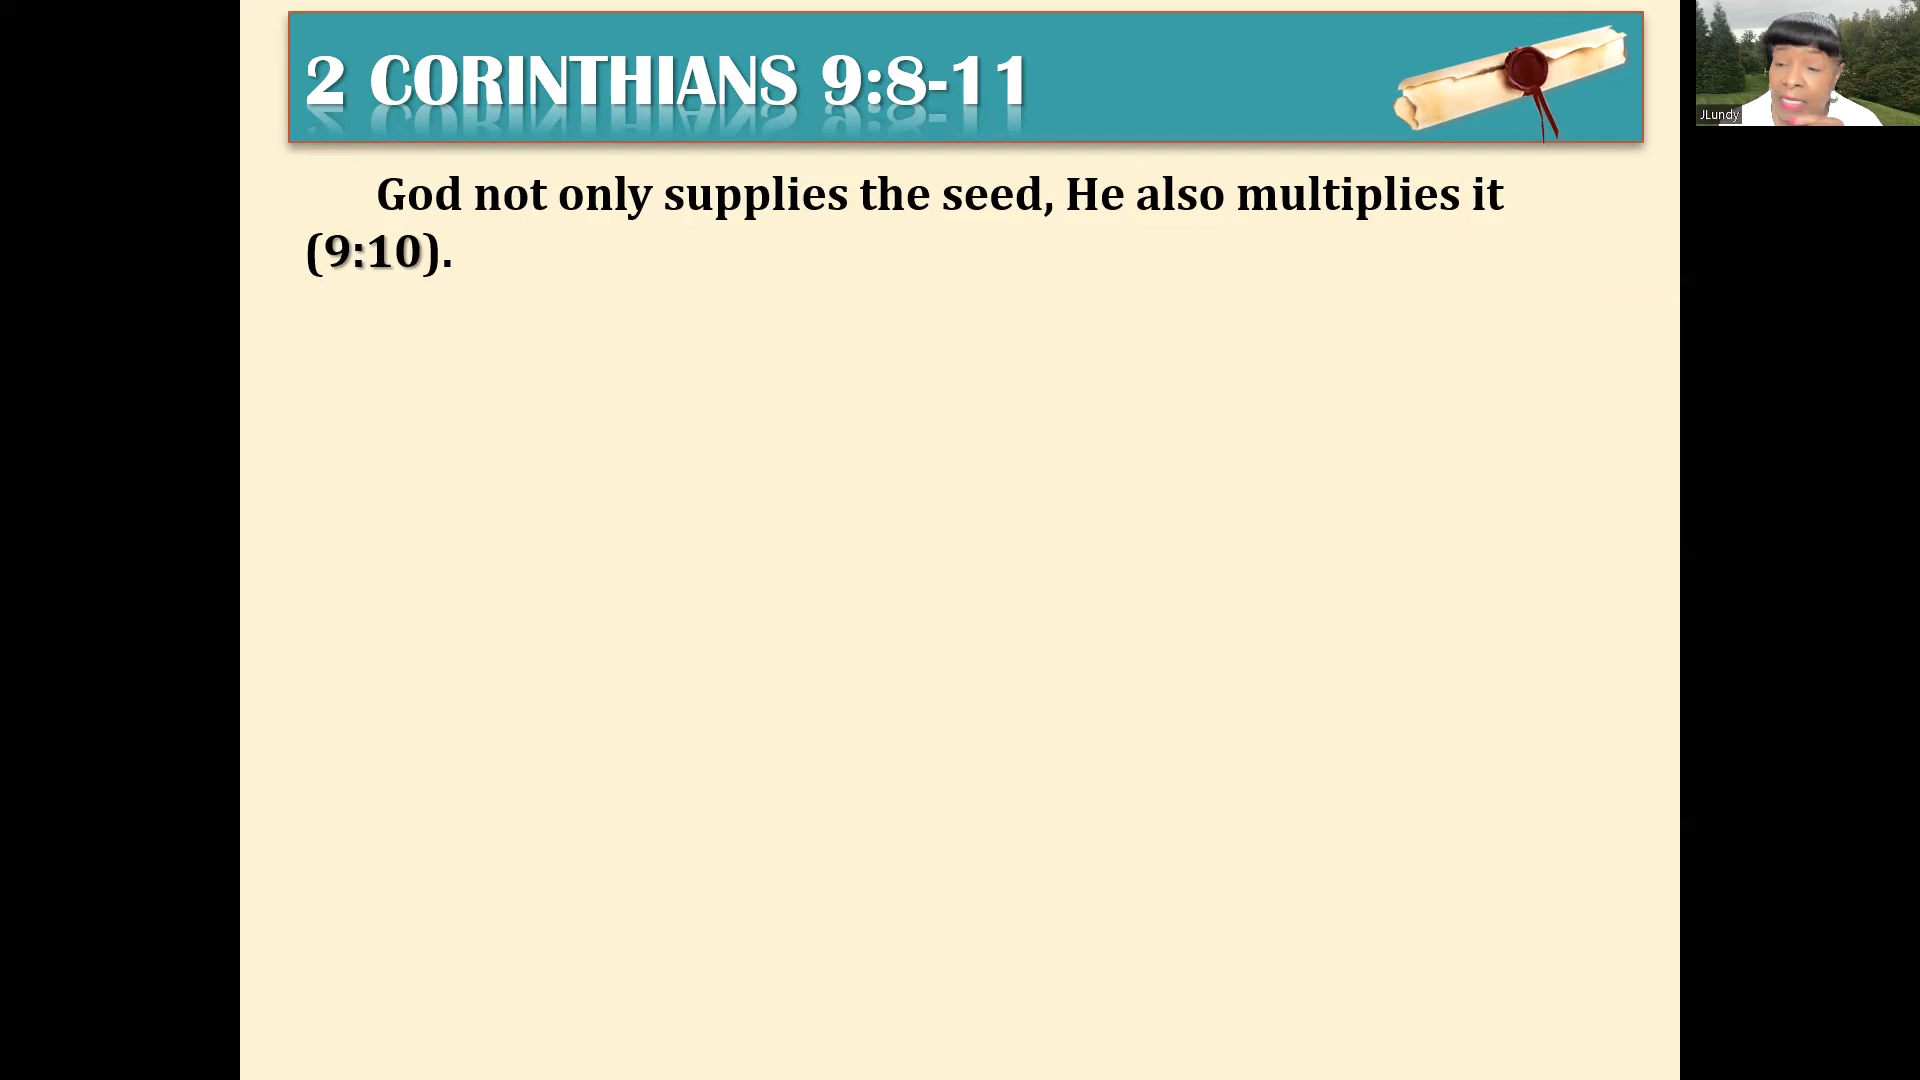 2 CORINTHIANS 9:8-11
JLundy
God not only supplies the seed, He also multiplies it
(9:10).